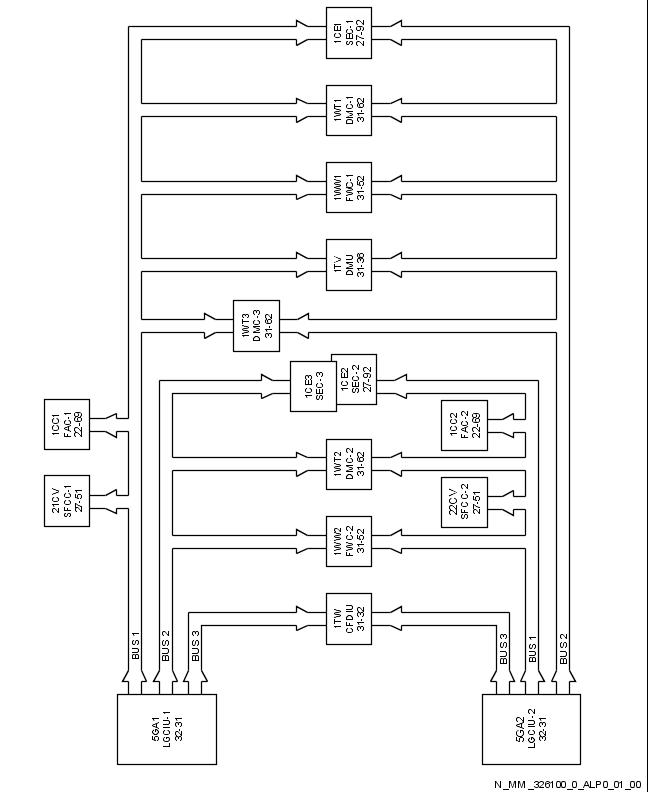 1CE1
SEC-1
27-92
1WT1
DMC-1
31-62
1WW1
FWC-1
31-52
1TV
DMU
31-36
1WT3
DMC-3
31-62
1CE3
SEC-3
1CE2
SEC-2
27-92
1CC1
FAC-1
22-69
1CC2
FAC-2
22-69
1WT2
DMC-2
31-62
21CV
SFCC-1
27-51
22CV
SFCC-2
27-51
1WW2
FWC-2
31-52
1TW
CFDIU
31-32
BUS 1
BUS 2
BUS 3
BUS 3
BUS 1
BUS 2
5GA1
LGCIU-1
32-31
5GA2
LGCIU-2
32-31
N_MM_326100_0_ALP0_01_00